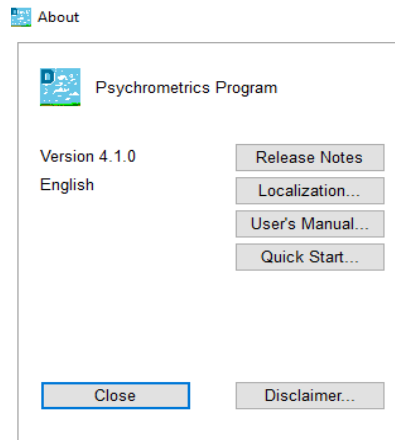 About
Psychrometrics Program
Version 4.1.0
Release Notes
English
Localization...
User's Manual...
Quick Start...
Close
Disclaimer...